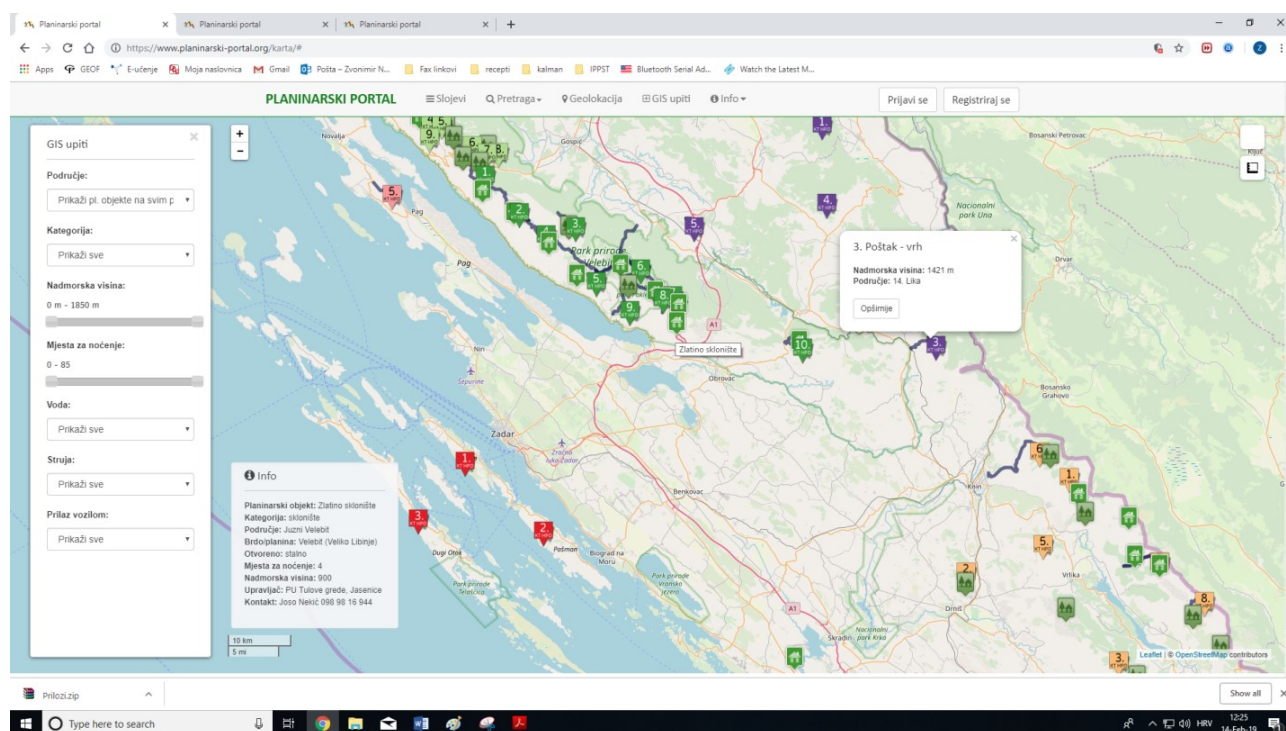 Planinarski portal
Planinarski portal
Planinarski portal
https://www.planinarski-portal.org/karta/#
Apps GEOF E-učenje Moja naslovnica Gmail Pošta – Zvonimir N... Fax linkovi recepti kalman IPPST Bluetooth Serial Ad... Watch the Latest M...
PLANINARSKI PORTAL Slojevi Pretraga Geolokacija GIS upiti Info Prijavi se Registriraj se
GIS upiti
Područje:
Prikaži pl. objekte na svim p
Kategorija:
Prikaži sve
Nadmorska visina:
0 m - 1850 m
Mjesta za noćenje:
0 - 85
Voda:
Prikaži sve
Struja:
Prikaži sve
Prilaz vozilom:
Prikaži sve
+
−
Novalja
Gospić
Bosanski Petrovac
Ključ
Pag
Pag
Nacionalni
park Una
Drvar
Park prirode
Velebit
3. Poštak - vrh
Nadmorska visina: 1421 m
Područje: 14. Lika
Opširnije
Nin
A1
Zlatino sklonište
Obrovac
Bosansko
Grahovo
Zadar
Zračna
luka Zadar
Benkovac
Knin
Info
Planinarski objekt: Zlatino sklonište
Kategorija: sklonište
Područje: Juzni Velebit
Brdo/planina: Velebit (Veliko Libinje)
Otvoreno: stalno
Mjesta za noćenje: 4
Nadmorska visina: 900
Upravljač: PU Tulove grede, Jasenice
Kontakt: Joso Nekić 098 98 16 944
Dugi Otok
Park prirode
Telašćica
Pašman
Biograd na
Moru
Park prirode
Vransko
jezero
Vrlika
Drniš
A1
Skradin
Nacionalni
park Krka
10 km
5 mi
Leaflet | © OpenStreetMap contributors
Prilozi.zip
Show all
Type here to search
HRV
12:25
14-Feb-19